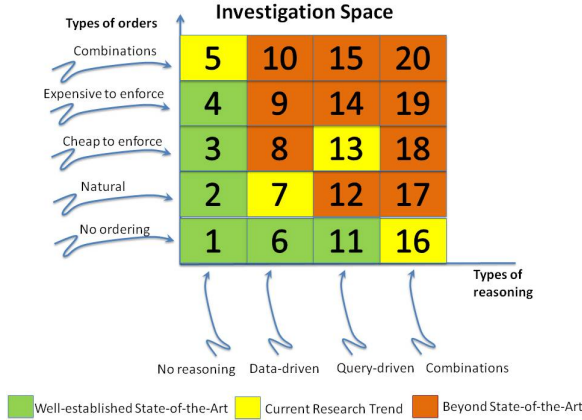 Investigation Space
Types of orders
Combinations
5 10 15 20
Expensive to enforce
4 9 14 19
Cheap to enforce
3 8 13 18
Natural
2 7 12 17
No ordering
1 6 11 16
Types of
reasoning
No reasoning Data-driven Query-driven Combinations
Well-established State-of-the-Art Current Research Trend Beyond State-of-the-Art